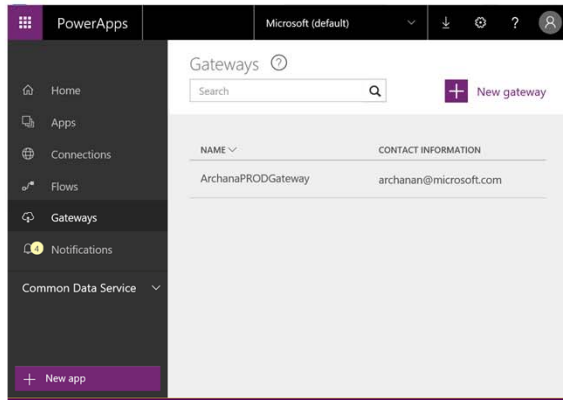 PowerApps
Microsoft (default)
?
Gateways ?
Search
New gateway
Home
Apps
Connections
Flows
Gateways
4 Notifications
Common Data Service
New app
NAME
CONTACT INFORMATION
ArchanaPRODGateway
archanan@microsoft.com